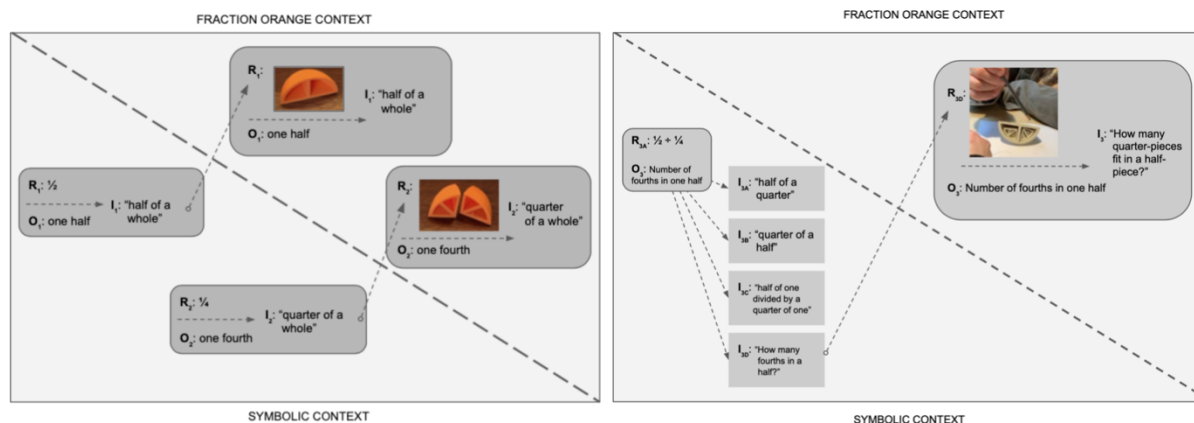 FRACTION ORANGE CONTEXT
R₁:
I₁: “half of a
whole”
O₁: one half
R₁: ½
I₁: “half of a
whole”
O₁: one half
R₂:
I₂: “quarter
of a whole”
O₂: one fourth
R₂: ¼
I₂: “quarter of a
whole”
O₂: one fourth
SYMBOLIC CONTEXT
FRACTION ORANGE CONTEXT
R₃D:
I₃: “How many
quarter-pieces
fit in a half-
piece?”
O₃: Number of fourths in one half
R₃A: ½ ÷ ¼
O₃: Number of
fourths in one half
I₃A: “half of a
quarter”
I₃B: “quarter of a
half”
I₃C: “half of one
divided by a
quarter of one”
I₃D: “How many
fourths in a
half?”
SYMBOLIC CONTEXT